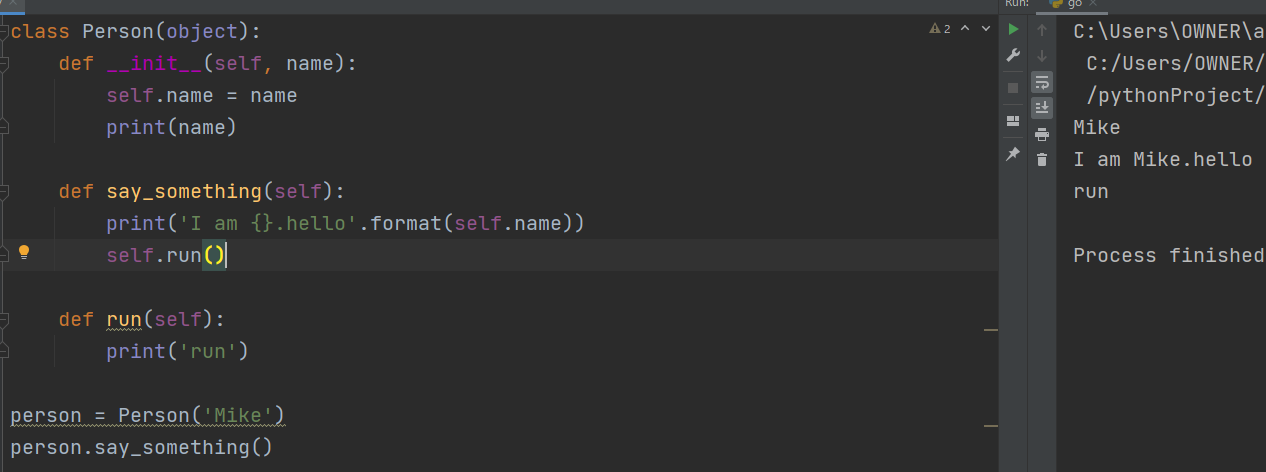 Run:
go
class Person(object):
def __init__(self, name):
self.name = name
print(name)
def say_something(self):
print('I am {}.hello'.format(self.name))
self.run()
def run(self):
print('run')
person = Person('Mike')
person.say_something()
2
C:\Users\OWNER\a
C:/Users/OWNER/
/pythonProject/
Mike
I am Mike.hello
run
Process finished